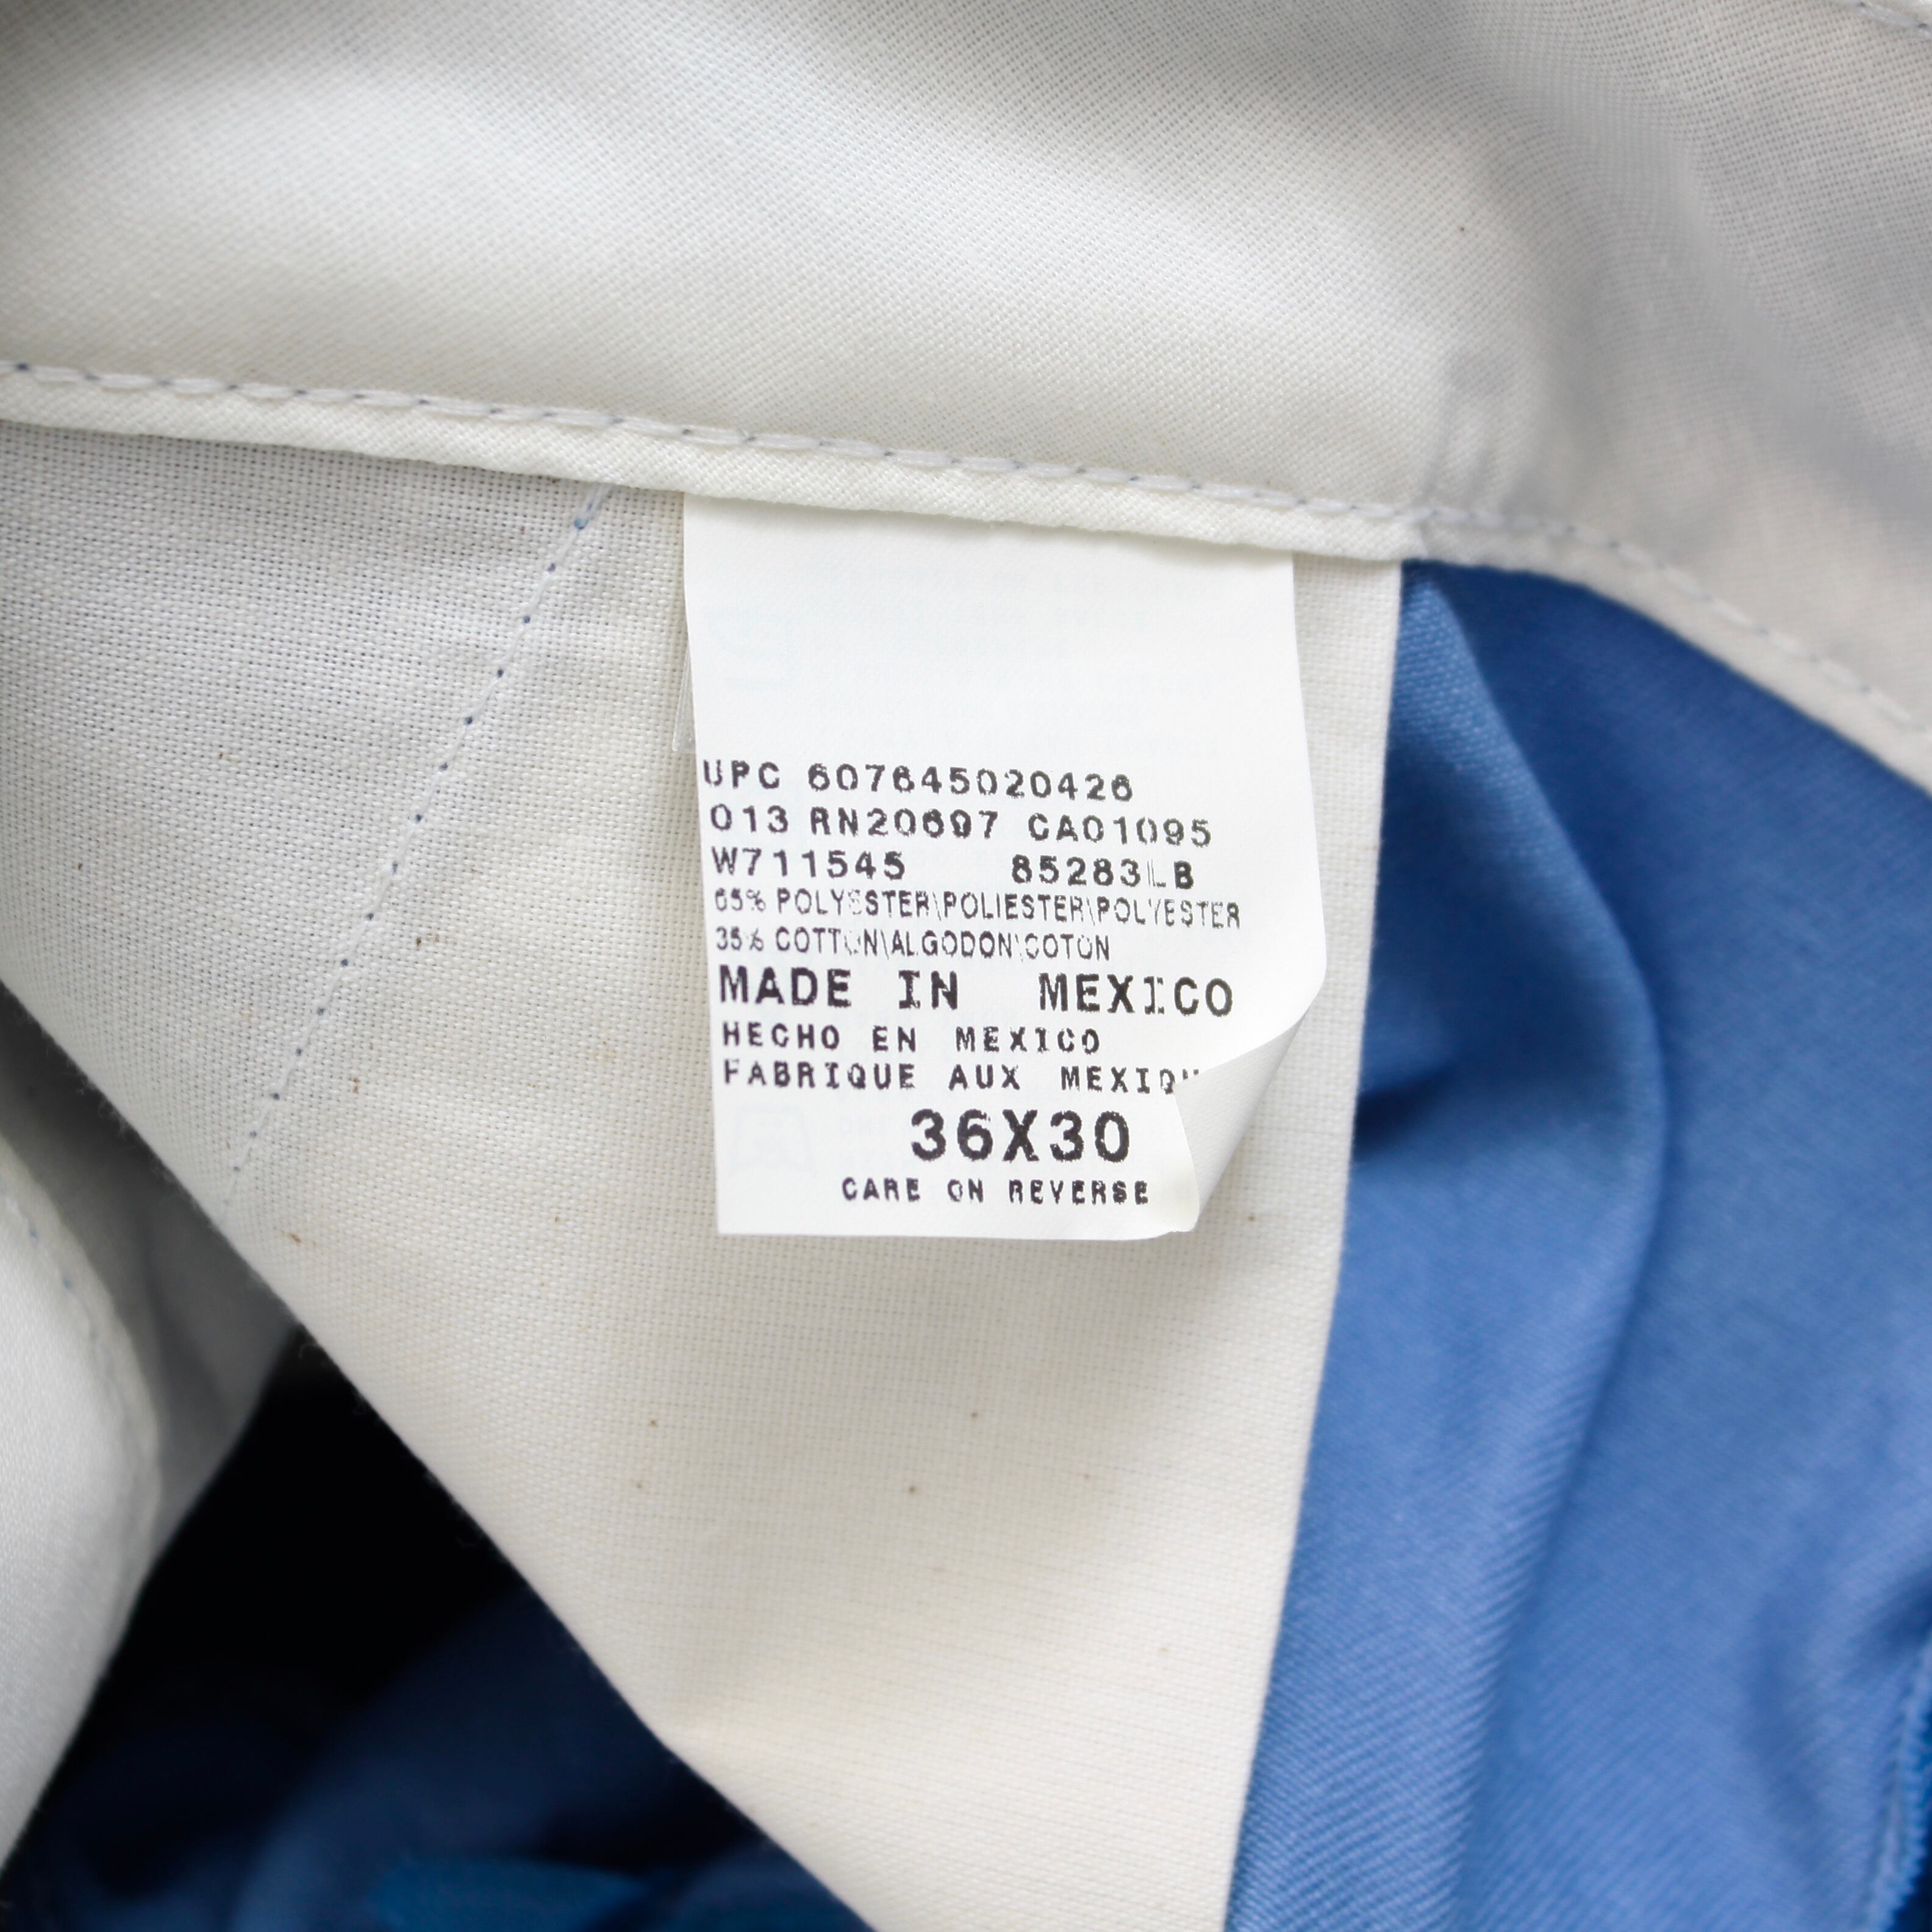 UPC 607645020426
013 RN20697 CA01095
W711545 85283LB
65% POLYESTER\POLIESTER\POLYESTER
35% COTTON\ALGODON\COTON
MADE IN MEXICO
HECHO EN MEXICO
FABRIQUE AUX
36X30
CARE ON REVERSE